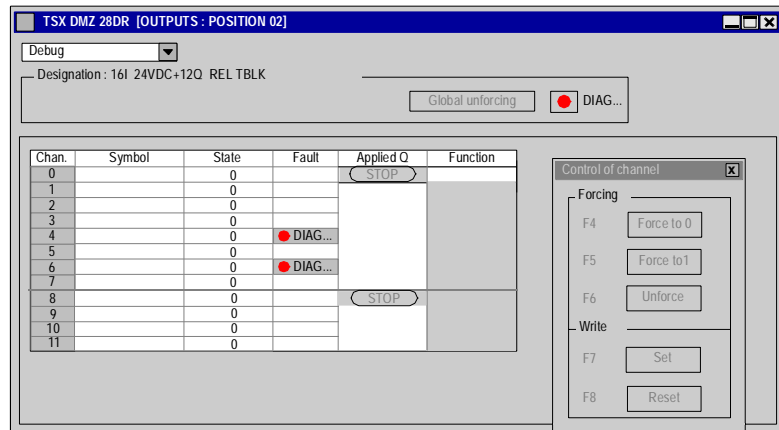 TSX DMZ 28DR [OUTPUTS : POSITION 02]
Debug
Designation : 16I 24VDC+12Q REL TBLK
Global unforcing DIAG...
Chan. Symbol State Fault Applied Q Function
0 0 STOP
1 0
2 0
3 0
4 0 DIAG...
5 0
6 0 DIAG...
7 0
8 0 STOP
9 0
10 0
11 0
Control of channel X
Forcing
F4 Force to 0
F5 Force to1
F6 Unforce
Write
F7 Set
F8 Reset